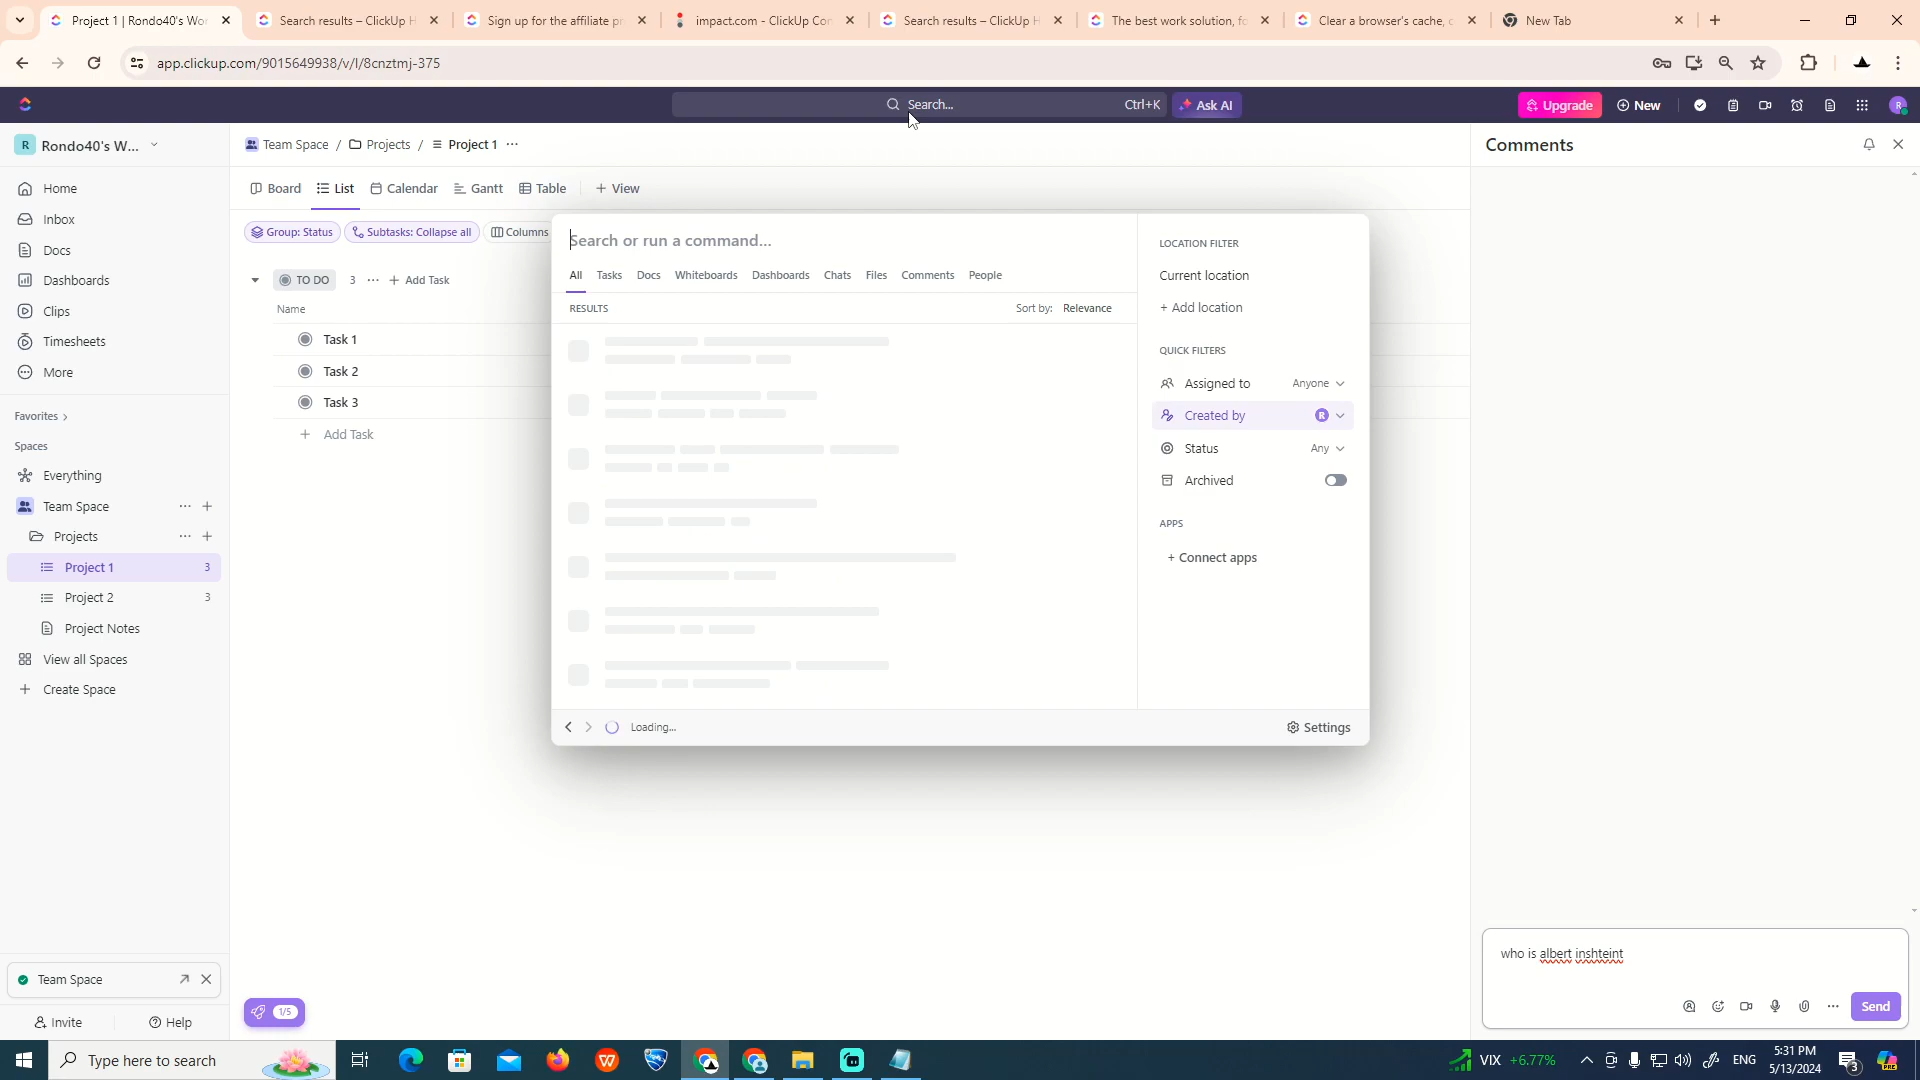 Project 1 | Rondo40's Wor
Search results – ClickUp H
Sign up for the affiliate pr
impact.com - ClickUp Con
Search results – ClickUp H
The best work solution, fo
Clear a browser's cache, c
New Tab
app.clickup.com/9015649938/v/l/8cnztmj-375
Search... Ctrl+K
Ask AI
Upgrade
New
R
R Rondo40's W...
Team Space / Projects / Project 1 ...
Comments
Home
Inbox
Docs
Dashboards
Clips
Timesheets
More
Favorites
Spaces
Everything
Team Space
Projects
Project 1 3
Project 2 3
Project Notes
View all Spaces
Create Space
Team Space
Invite
Help
Board
List
Calendar
Gantt
Table
+ View
Group: Status
Subtasks: Collapse all
Columns
TO DO 3 ... + Add Task
Name
Task 1
Task 2
Task 3
+ Add Task
1/5
Search or run a command...
All Tasks Docs Whiteboards Dashboards Chats Files Comments People
RESULTS
Sort by: Relevance
Loading...
LOCATION FILTER
Current location
+ Add location
QUICK FILTERS
Assigned to Anyone
Created by R
Status Any
Archived
APPS
+ Connect apps
Settings
who is albert inshteint
Send
Type here to search
VIX +6.77%
ENG
5:31 PM
5/13/2024
3
PRE